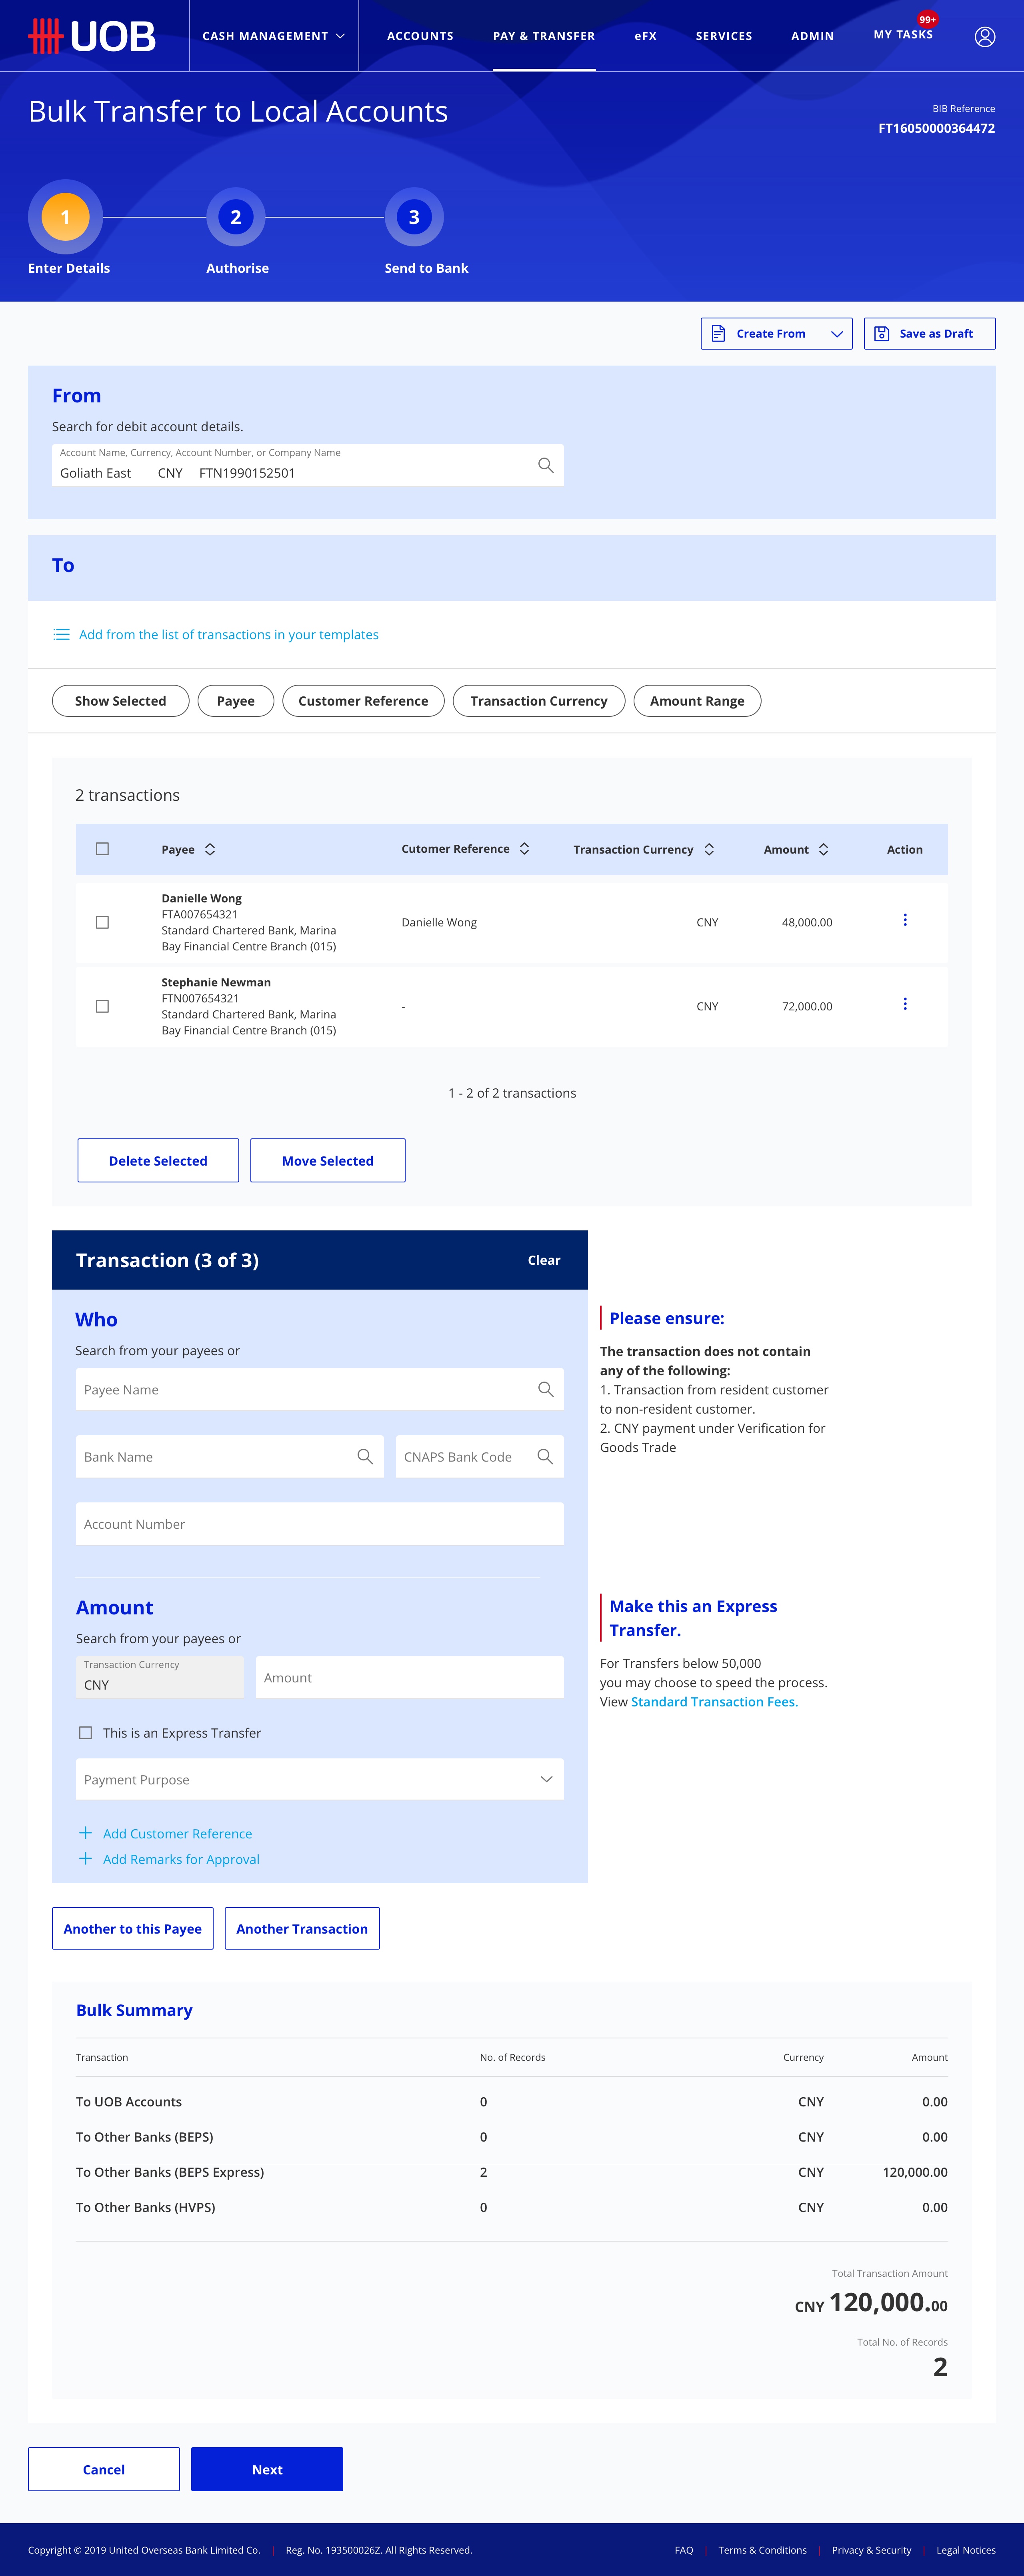 UOB
CASH MANAGEMENT
ACCOUNTS
PAY & TRANSFER
eFX
SERVICES
ADMIN
MY TASKS
99+
Bulk Transfer to Local Accounts
BIB Reference
FT16050000364472
1
2
3
Enter Details
Authorise
Send to Bank
Create From
Save as Draft
From
Search for debit account details.
Account Name, Currency, Account Number, or Company Name
Goliath East CNY FTN1990152501
To
Add from the list of transactions in your templates
Show Selected
Payee
Customer Reference
Transaction Currency
Amount Range
2 transactions
Payee
Cutomer Reference
Transaction Currency
Amount
Action
Danielle Wong
FTA007654321
Standard Chartered Bank, Marina
Bay Financial Centre Branch (015)
Danielle Wong
CNY
48,000.00
Stephanie Newman
FTN007654321
Standard Chartered Bank, Marina
Bay Financial Centre Branch (015)
-
CNY
72,000.00
1 - 2 of 2 transactions
Delete Selected
Move Selected
Transaction (3 of 3)
Clear
Who
Search from your payees or
Payee Name
Bank Name
CNAPS Bank Code
Account Number
Please ensure:
The transaction does not contain
any of the following:
1. Transaction from resident customer
to non-resident customer.
2. CNY payment under Verification for
Goods Trade
Amount
Search from your payees or
Transaction Currency
CNY
Amount
This is an Express Transfer
Payment Purpose
Add Customer Reference
Add Remarks for Approval
Make this an Express
Transfer.
For Transfers below 50,000
you may choose to speed the process.
View Standard Transaction Fees.
Another to this Payee
Another Transaction
Bulk Summary
Transaction No. of Records Currency Amount
To UOB Accounts 0 CNY 0.00
To Other Banks (BEPS) 0 CNY 0.00
To Other Banks (BEPS Express) 2 CNY 120,000.00
To Other Banks (HVPS) 0 CNY 0.00
Total Transaction Amount
CNY 120,000.00
Total No. of Records
2
Cancel
Next
Copyright © 2019 United Overseas Bank Limited Co. | Reg. No. 193500026Z. All Rights Reserved.
FAQ | Terms & Conditions | Privacy & Security | Legal Notices